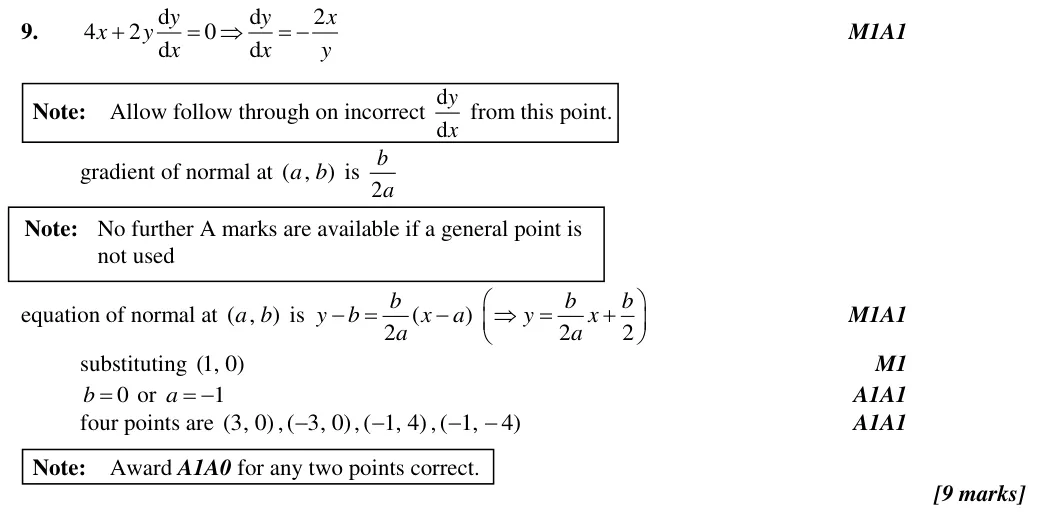 9. 4x + 2y dy/dx = 0 ⇒ dy/dx = − 2x/y M1A1
Note: Allow follow through on incorrect dy/dx from this point.
gradient of normal at (a, b) is b/2a
Note: No further A marks are available if a general point is
not used
equation of normal at (a, b) is y − b = b/2a (x − a) (⇒ y = b/2a x + b/2) M1A1
substituting (1, 0) M1
b = 0 or a = −1 A1A1
four points are (3, 0), (−3, 0), (−1, 4), (−1, − 4) A1A1
Note: Award A1A0 for any two points correct.
[9 marks]